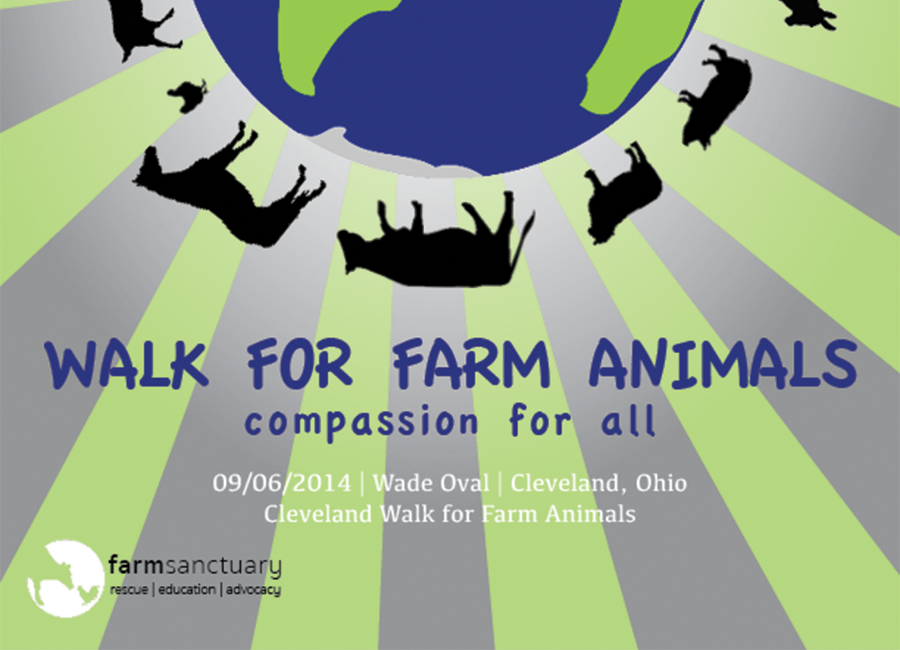 WALK FOR FARM ANIMALS
compassion for all
09/06/2014 | Wade Oval | Cleveland, Ohio
Cleveland Walk for Farm Animals
farmsanctuary
rescue | education | advocacy